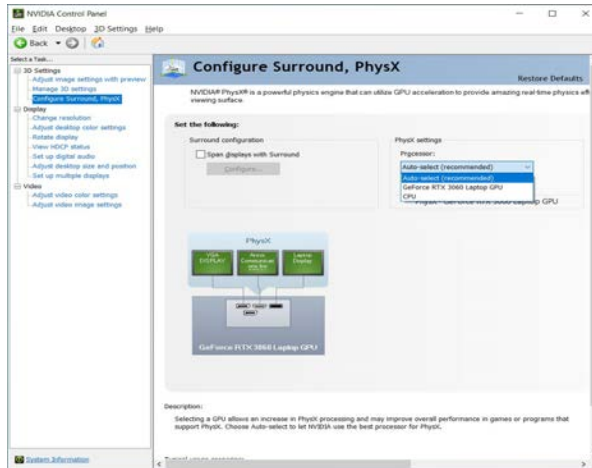 NVIDIA Control Panel
File Edit Desktop 3D Settings Help
Back
Select a Task...
3D Settings
Adjust image settings with preview
Manage 3D settings
Configure Surround, PhysX
Display
Change resolution
Adjust desktop color settings
Rotate display
View HDCP status
Set up digital audio
Adjust desktop size and position
Set up multiple displays
Video
Adjust video color settings
Adjust video image settings
System Information
Configure Surround, PhysX
Restore Defaults
NVIDIA PhysX® is a powerful physics engine that can utilize GPU acceleration to provide amazing real-time physics
viewing surface
Set the following:
Surround configuration
Span displays with Surround
Configure...
PhysX settings
Processor:
Auto-select (recommended)
Auto-select (recommended)
GeForce RTX 3060 Laptop GPU
CPU
PhysX
VGA DISPLAY
Laptop Display
GeForce RTX 3060 Laptop GPU
Description:
Selecting a GPU allows an increase in PhysX processing and may improve overall performance in games or programs that
support PhysX. Choose Auto-select to let NVIDIA use the best processor for PhysX.